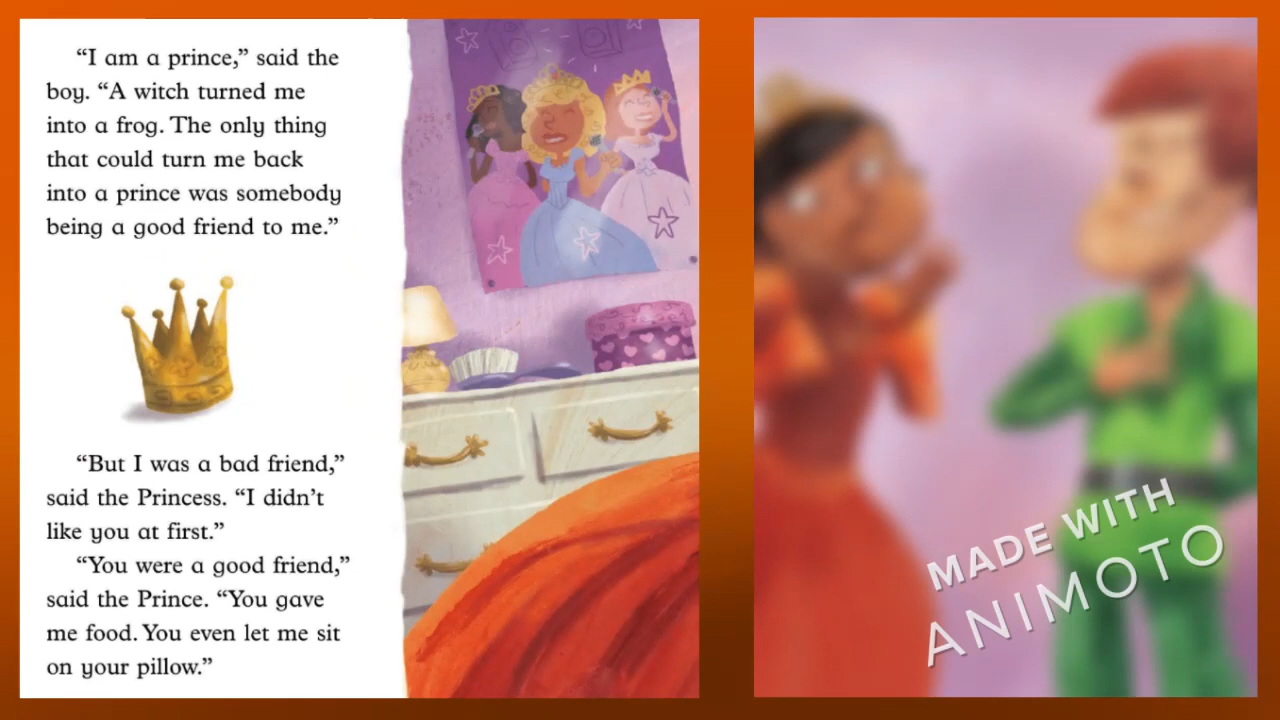 “I am a prince,” said the
boy. “A witch turned me
into a frog. The only thing
that could turn me back
into a prince was somebody
being a good friend to me.”
“But I was a bad friend,”
said the Princess. “I didn’t
like you at first.”
“You were a good friend,”
said the Prince. “You gave
me food. You even let me sit
on your pillow.”
MADE WITH
ANIMOTO